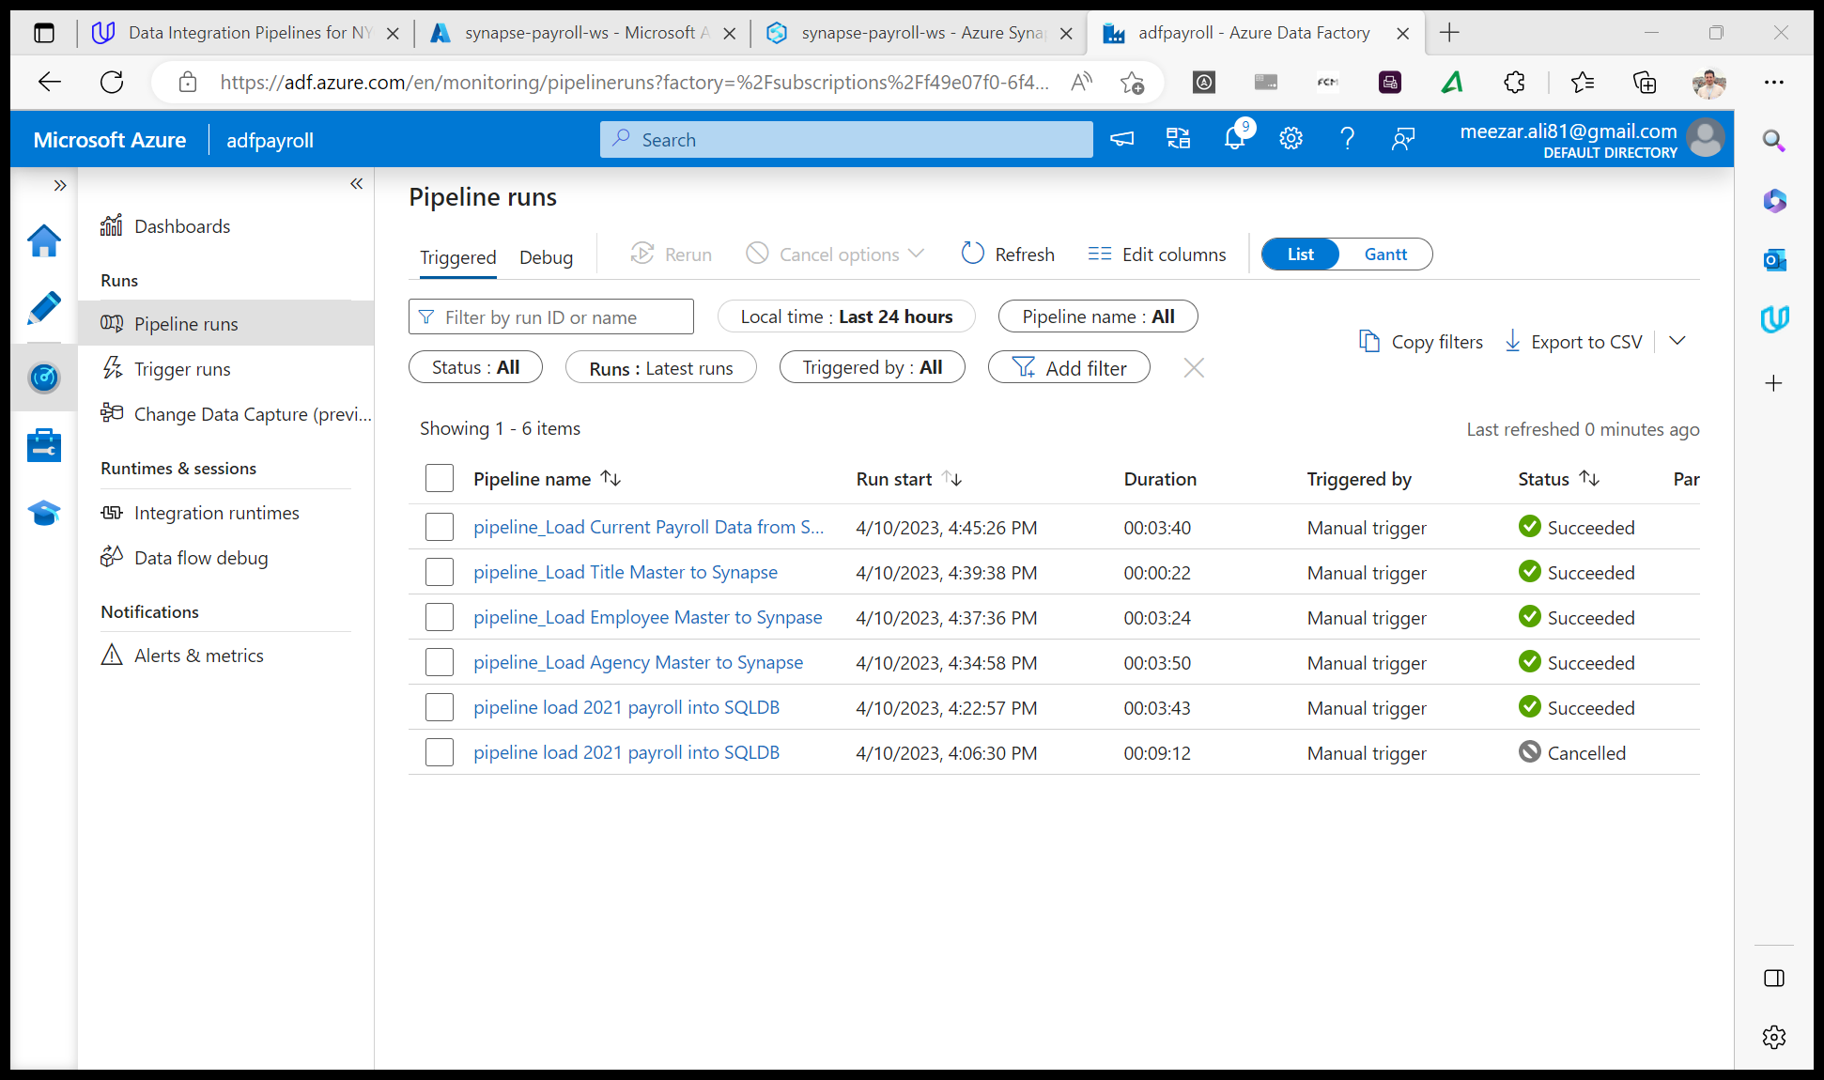 Data Integration Pipelines for NY
synapse-payroll-ws - Microsoft A
synapse-payroll-ws - Azure Syna
adfpayroll - Azure Data Factory
https://adf.azure.com/en/monitoring/pipelineruns?factory=%2Fsubscriptions%2Ff49e07f0-6f4...
FCM
Microsoft Azure
adfpayroll
Search
9
meezar.ali81@gmail.com
DEFAULT DIRECTORY
Dashboards
Runs
Pipeline runs
Trigger runs
Change Data Capture (previ...
Runtimes & sessions
Integration runtimes
Data flow debug
Notifications
Alerts & metrics
Pipeline runs
Triggered Debug Rerun Cancel options Refresh Edit columns List Gantt
Filter by run ID or name Local time : Last 24 hours Pipeline name : All
Copy filters Export to CSV
Status : All Runs : Latest runs Triggered by : All Add filter
Showing 1 - 6 items
Last refreshed 0 minutes ago
Pipeline name Run start Duration Triggered by Status Par
pipeline_Load Current Payroll Data from S... 4/10/2023, 4:45:26 PM 00:03:40 Manual trigger Succeeded
pipeline_Load Title Master to Synapse 4/10/2023, 4:39:38 PM 00:00:22 Manual trigger Succeeded
pipeline_Load Employee Master to Synpase 4/10/2023, 4:37:36 PM 00:03:24 Manual trigger Succeeded
pipeline_Load Agency Master to Synapse 4/10/2023, 4:34:58 PM 00:03:50 Manual trigger Succeeded
pipeline load 2021 payroll into SQLDB 4/10/2023, 4:22:57 PM 00:03:43 Manual trigger Succeeded
pipeline load 2021 payroll into SQLDB 4/10/2023, 4:06:30 PM 00:09:12 Manual trigger Cancelled